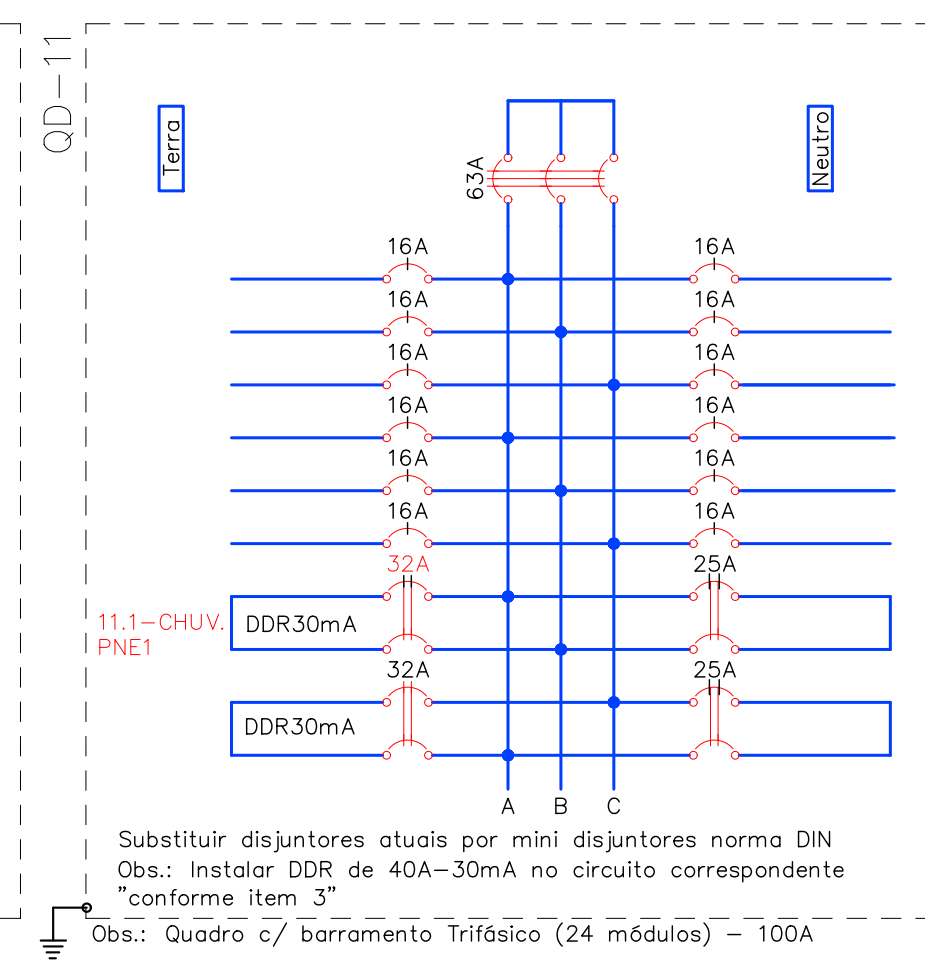 QD-11
Terra
Neutro
63A
16A 16A
16A 16A
16A 16A
16A 16A
16A 16A
16A 16A
32A 25A
11.1-CHUV. DDR30mA
PNE1
32A 25A
DDR30mA
A B C
Substituir disjuntores atuais por mini disjuntores norma DIN
Obs.: Instalar DDR de 40A-30mA no circuito correspondente
"conforme item 3"
Obs.: Quadro c/ barramento Trifásico (24 módulos) - 100A